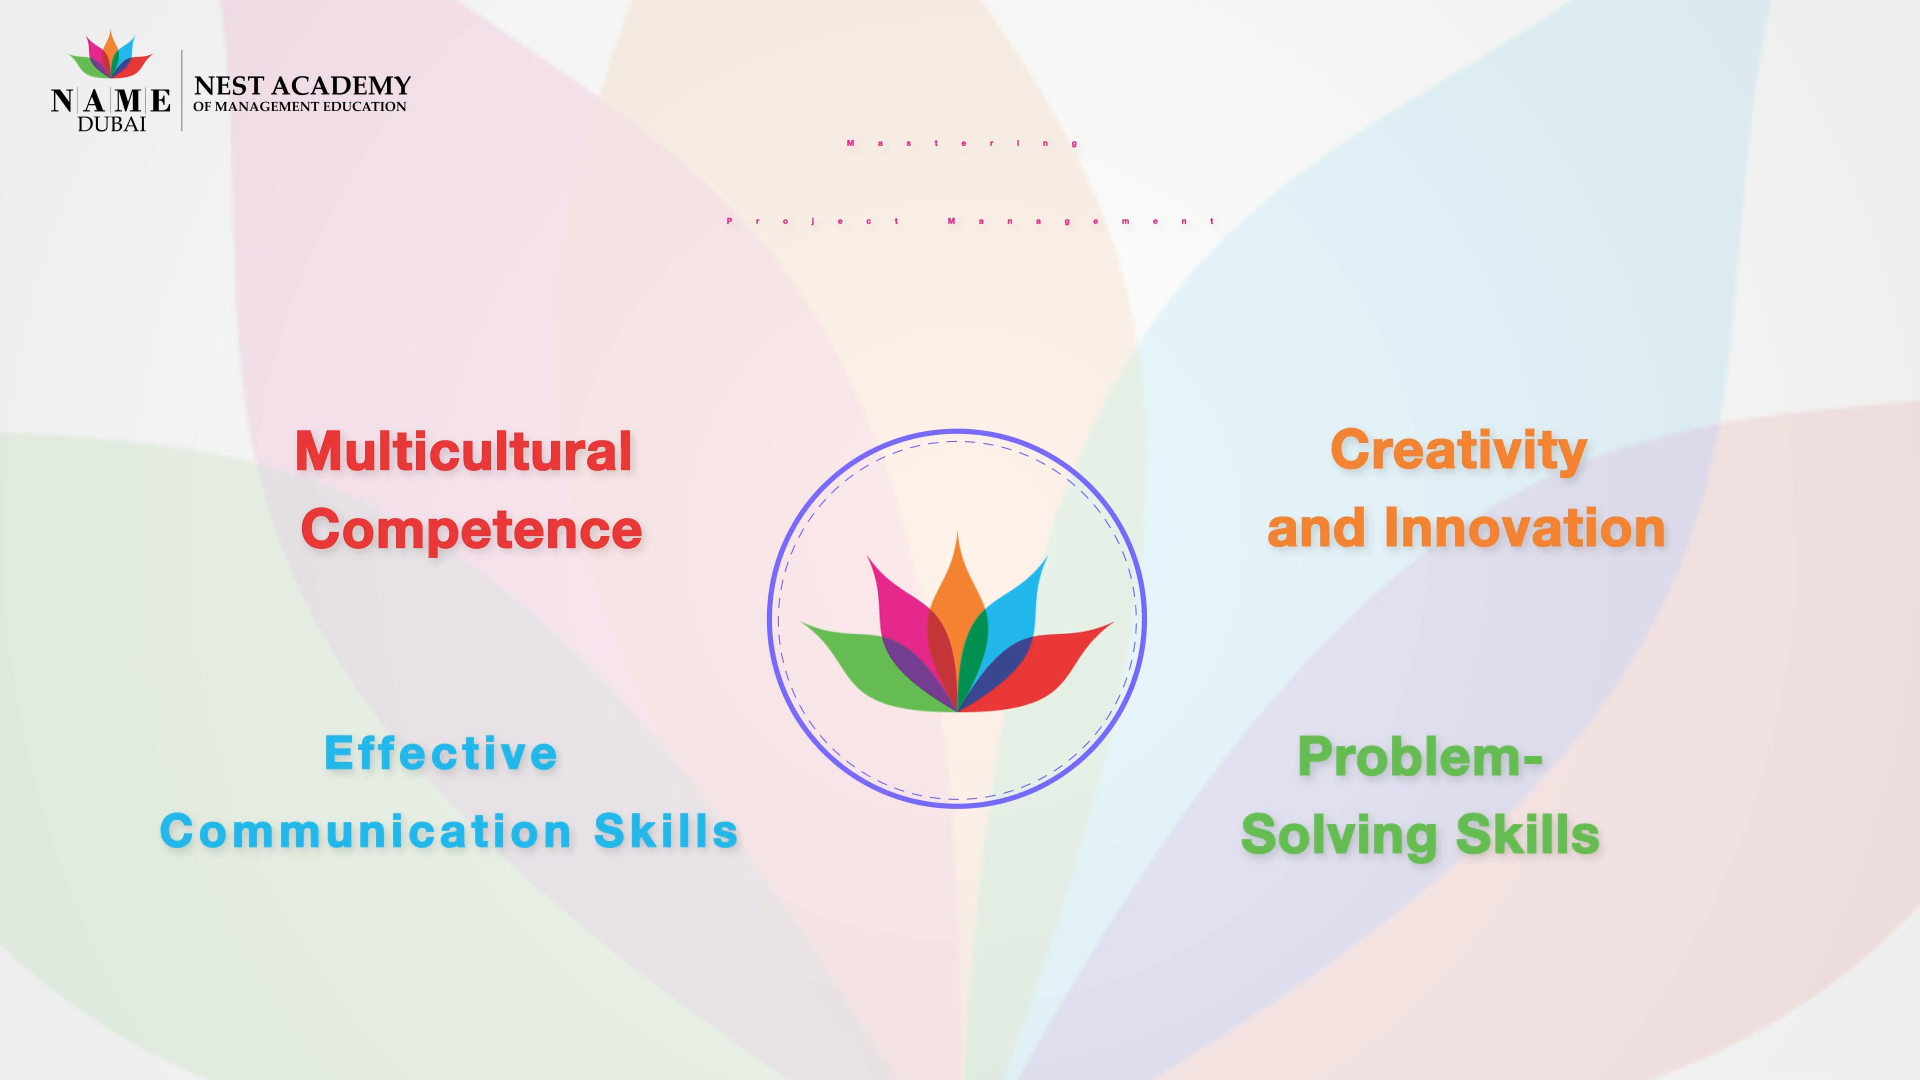 NAME
DUBAI
NEST ACADEMY
OF MANAGEMENT EDUCATION
Mastering
Project Management
Multicultural
Competence
Creativity
and Innovation
Effective
Communication Skills
Problem-
Solving Skills